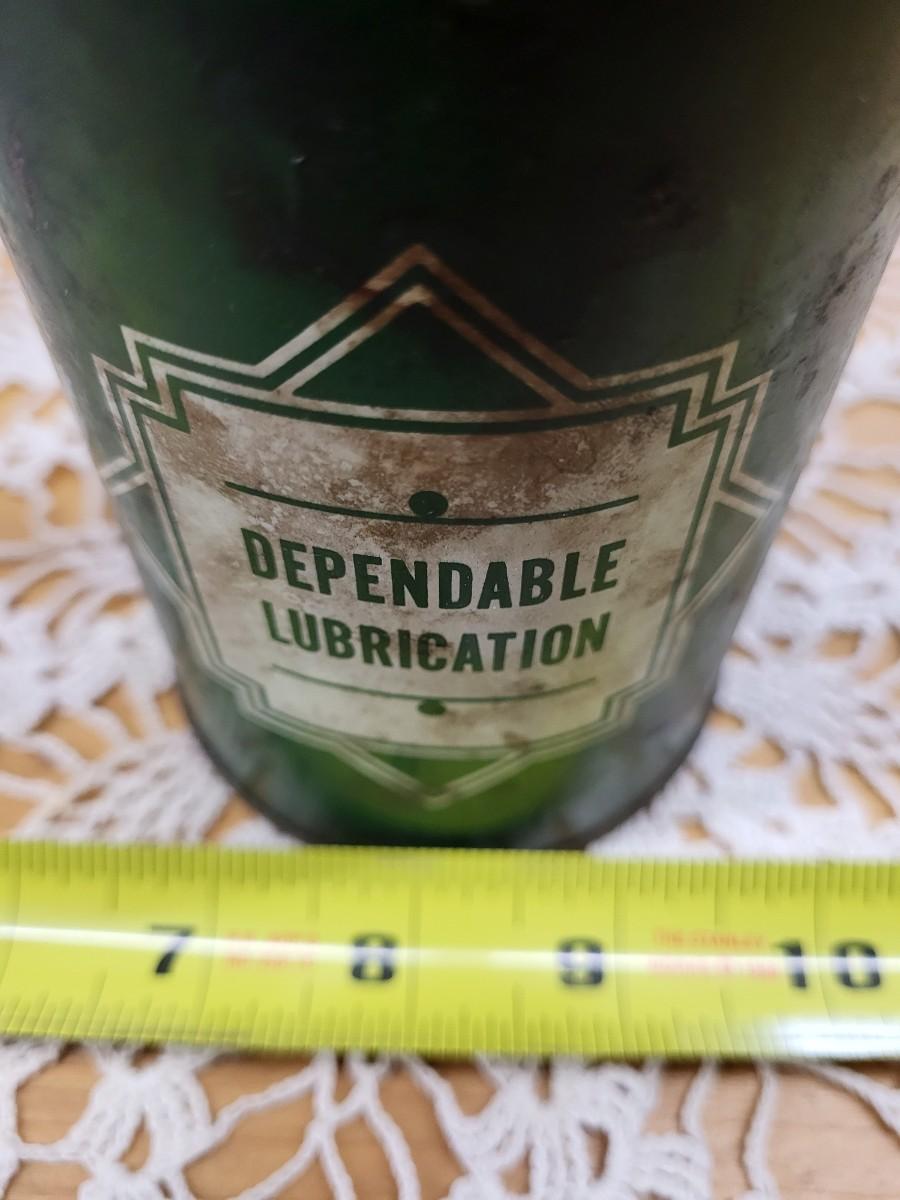 DEPENDABLE
LUBRICATION
7 8 9 10